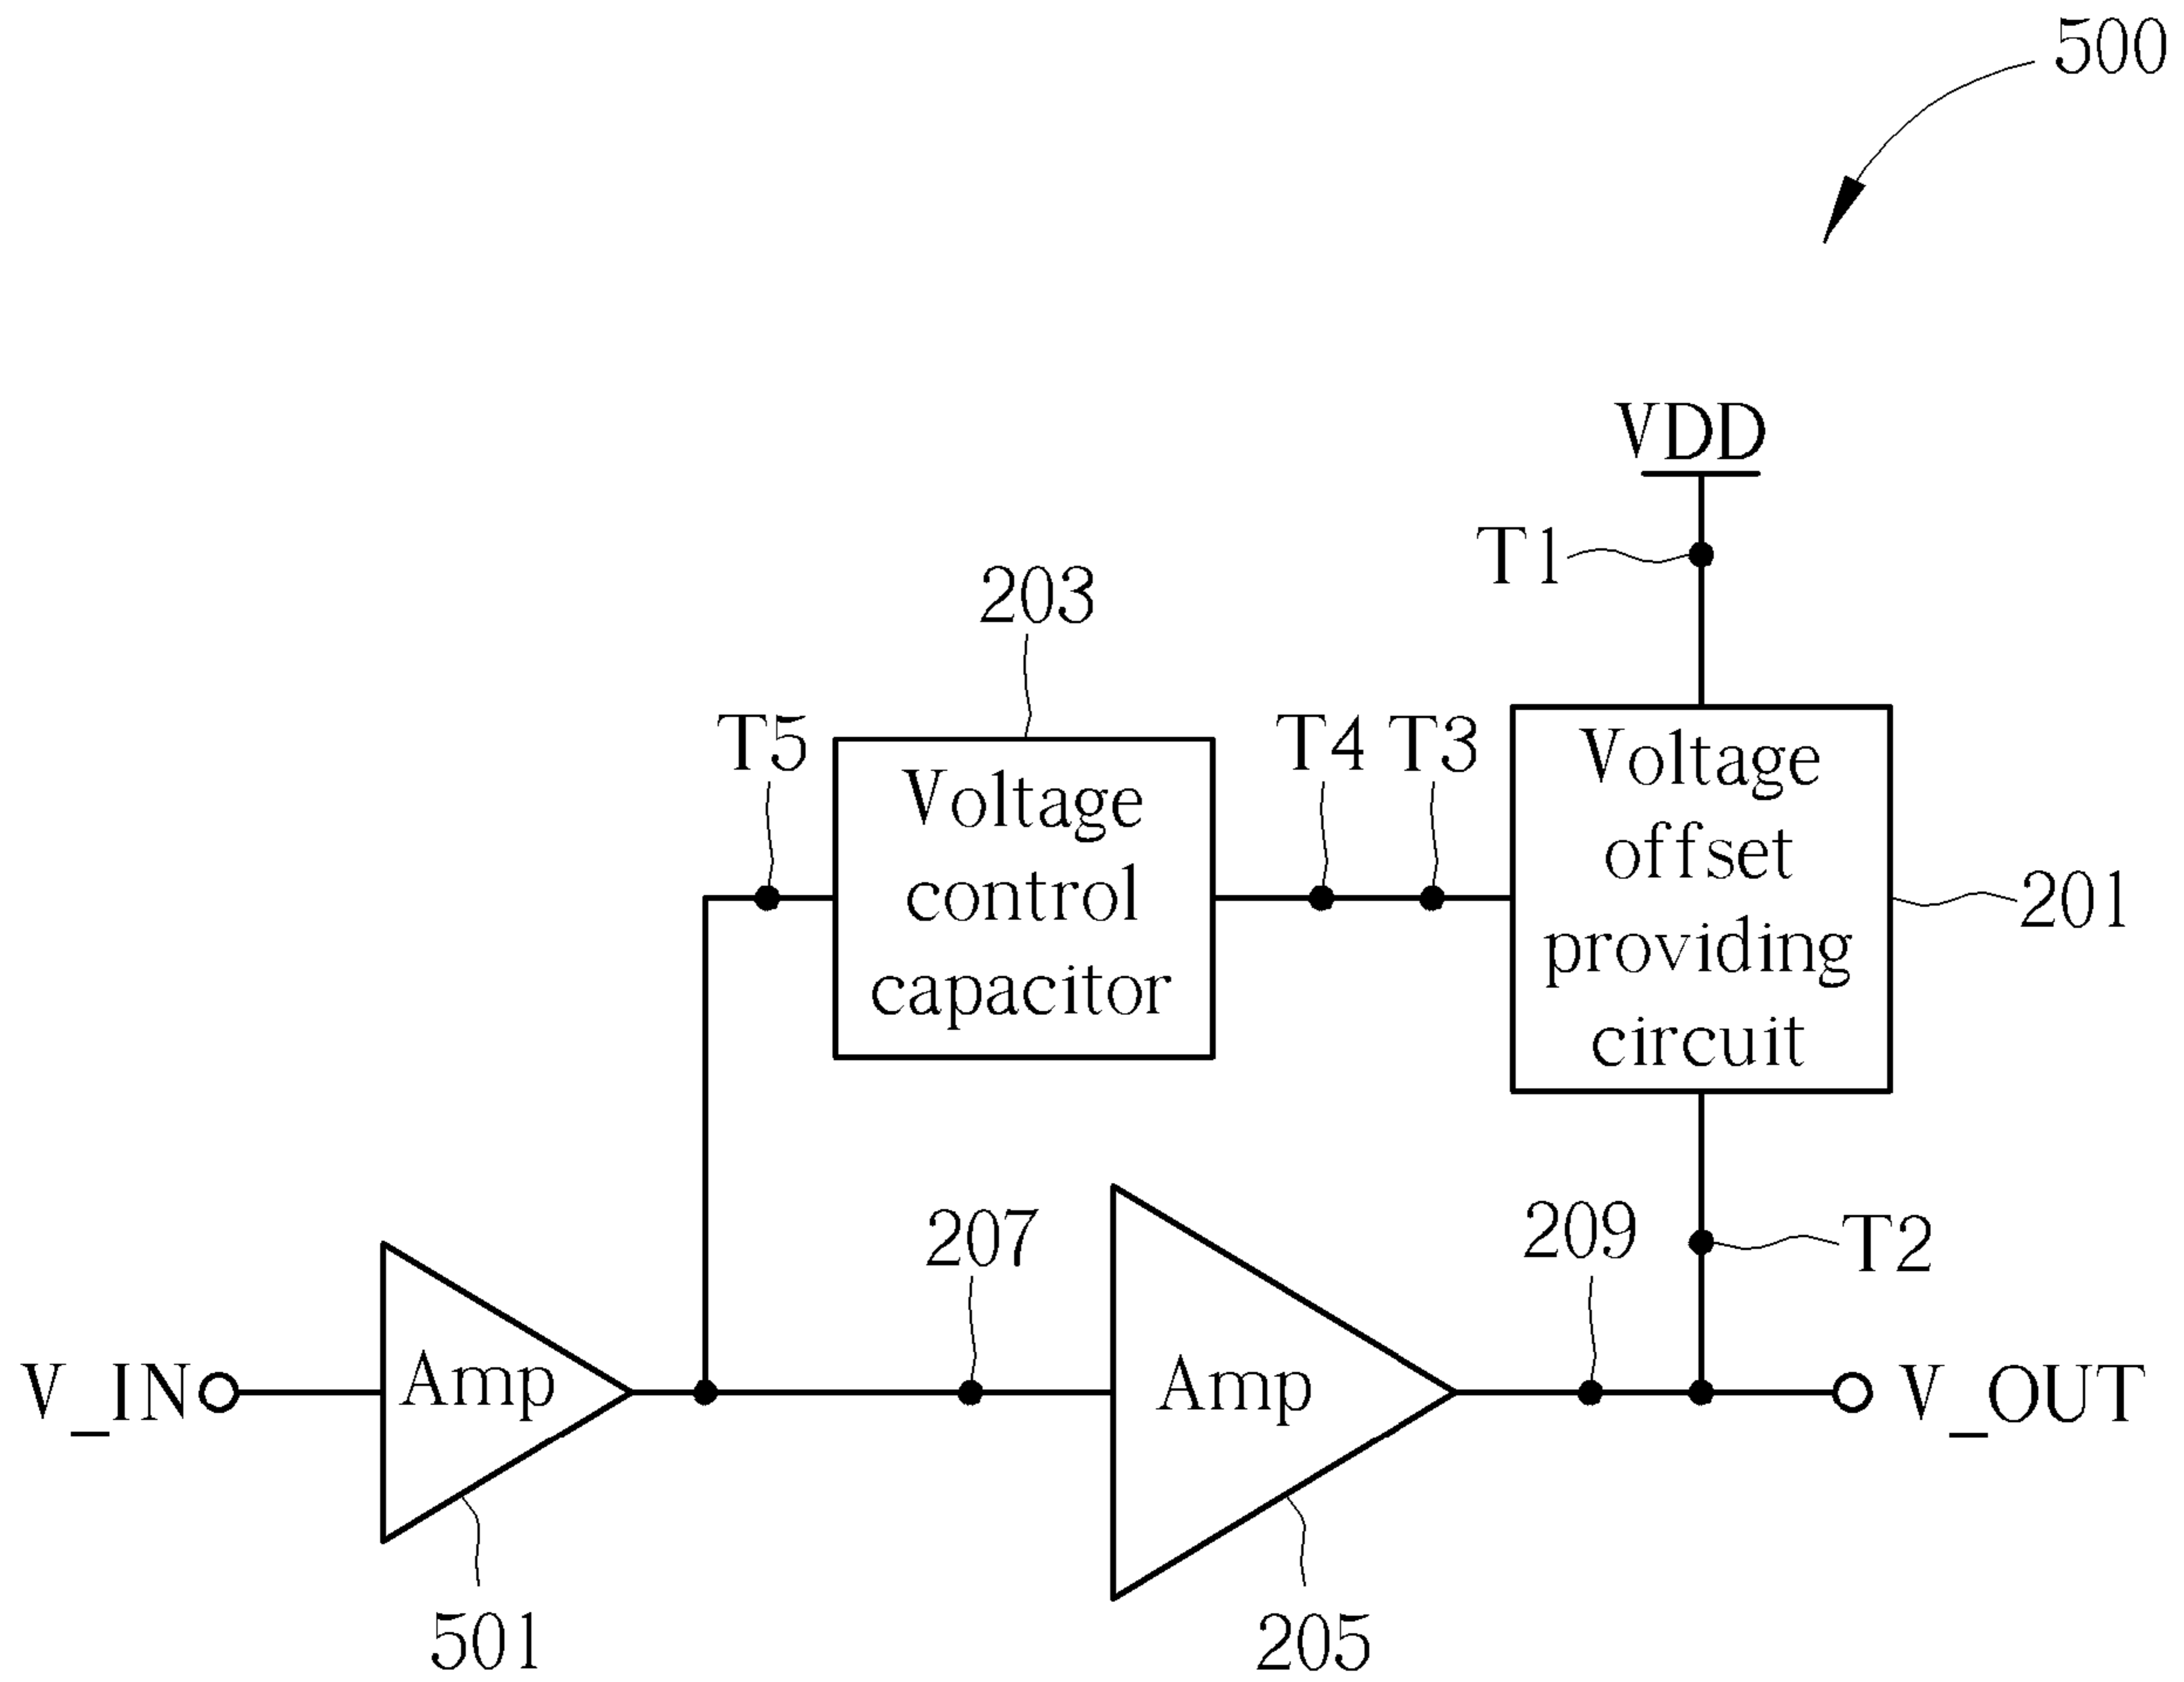 500
VDD
T1
203
T5
T4
T3
Voltage
control
capacitor
Voltage
offset
providing
circuit
201
207
209
T2
V_IN
Amp
Amp
V_OUT
501
205